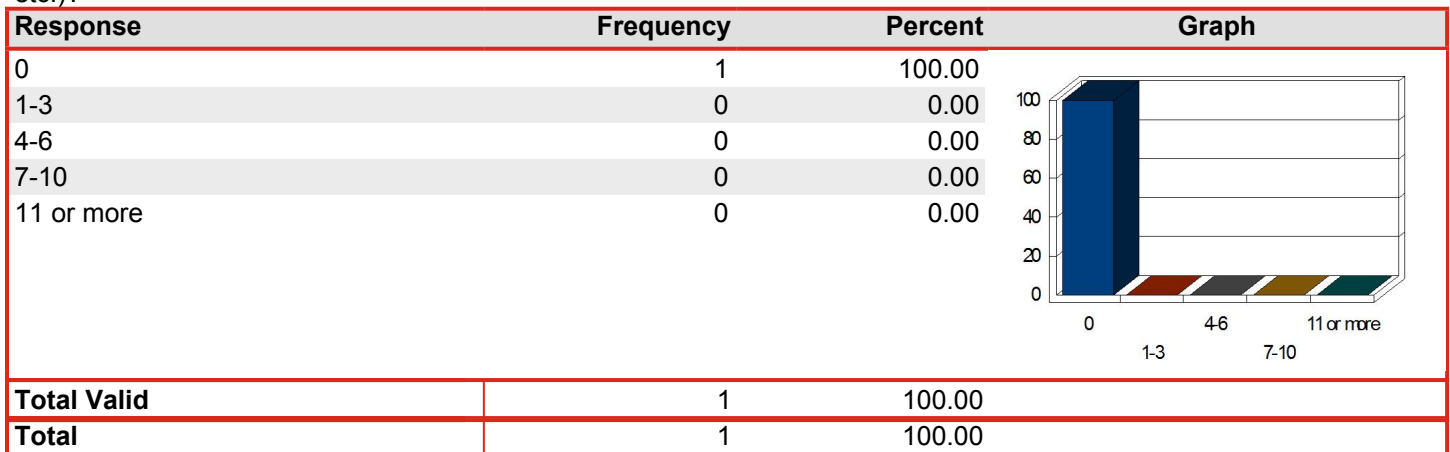 Response Frequency Percent Graph
0 1 100.00
1-3 0 0.00
4-6 0 0.00
7-10 0 0.00
11 or more 0 0.00
100
80
60
40
20
0
0 4-6 11 or more
1-3 7-10
Total Valid 1 100.00
Total 1 100.00